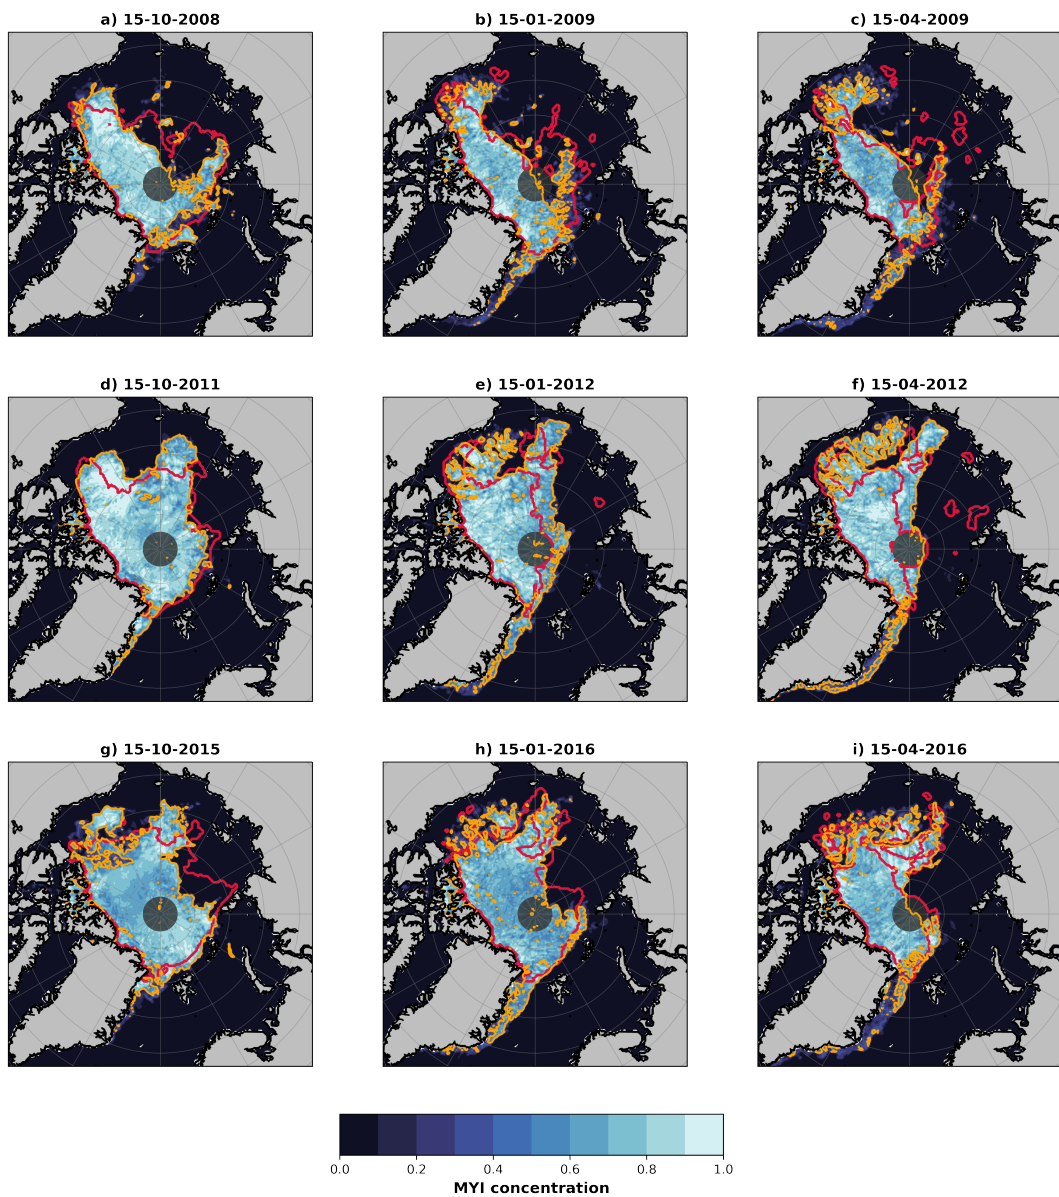 a) 15-10-2008
b) 15-01-2009
c) 15-04-2009
d) 15-10-2011
e) 15-01-2012
f) 15-04-2012
g) 15-10-2015
h) 15-01-2016
i) 15-04-2016
0.0 0.2 0.4 0.6 0.8 1.0
MYI concentration